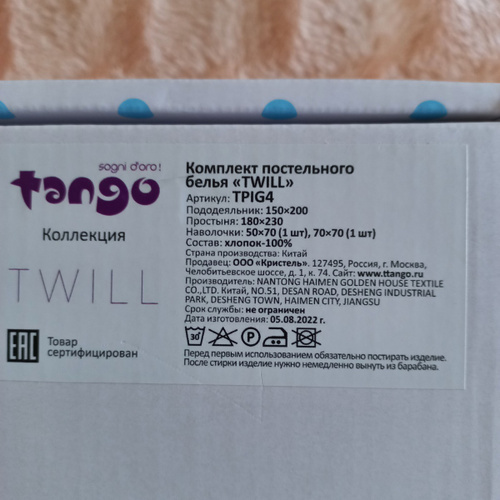 sogni d'oro!
tango
Коллекция
TWILL
EAC
Товар
сертифицирован
Комплект постельного
белья «TWILL»
Артикул: TPIG4
Пододеяльник: 150×200
Простыня: 180×230
Наволочки: 50×70 (1 шт), 70×70 (1 шт)
Состав: хлопок-100%
Страна производства: Китай
Продавец: ООО «Кристель». 127495, Россия, г. Москва,
Челобитьевское шоссе, д. 1, к. 74. Сайт: www.ttango.ru
Производитель: NANTONG HAIMEN GOLDEN HOUSE TEXTILE
CO.,LTD. Китай, NO.51, DESAN ROAD, DESHENG INDUSTRIAL
PARK, DESHENG TOWN, HAIMEN CITY, JIANGSU
Срок службы: не ограничен
Дата изготовления: 05.08.2022 г.
30 P
Перед первым использованием обязательно постирать изделие.
После стирки изделие нужно немедленно вынуть из барабана.